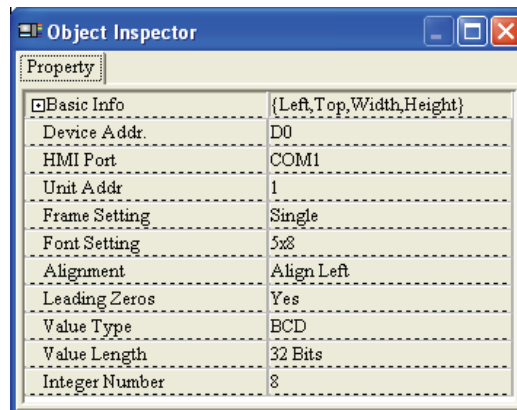 Object Inspector
Property
Basic Info {Left,Top,Width,Height}
Device Addr. D0
HMI Port COM1
Unit Addr 1
Frame Setting Single
Font Setting 5x8
Alignment Align Left
Leading Zeros Yes
Value Type BCD
Value Length 32 Bits
Integer Number 8